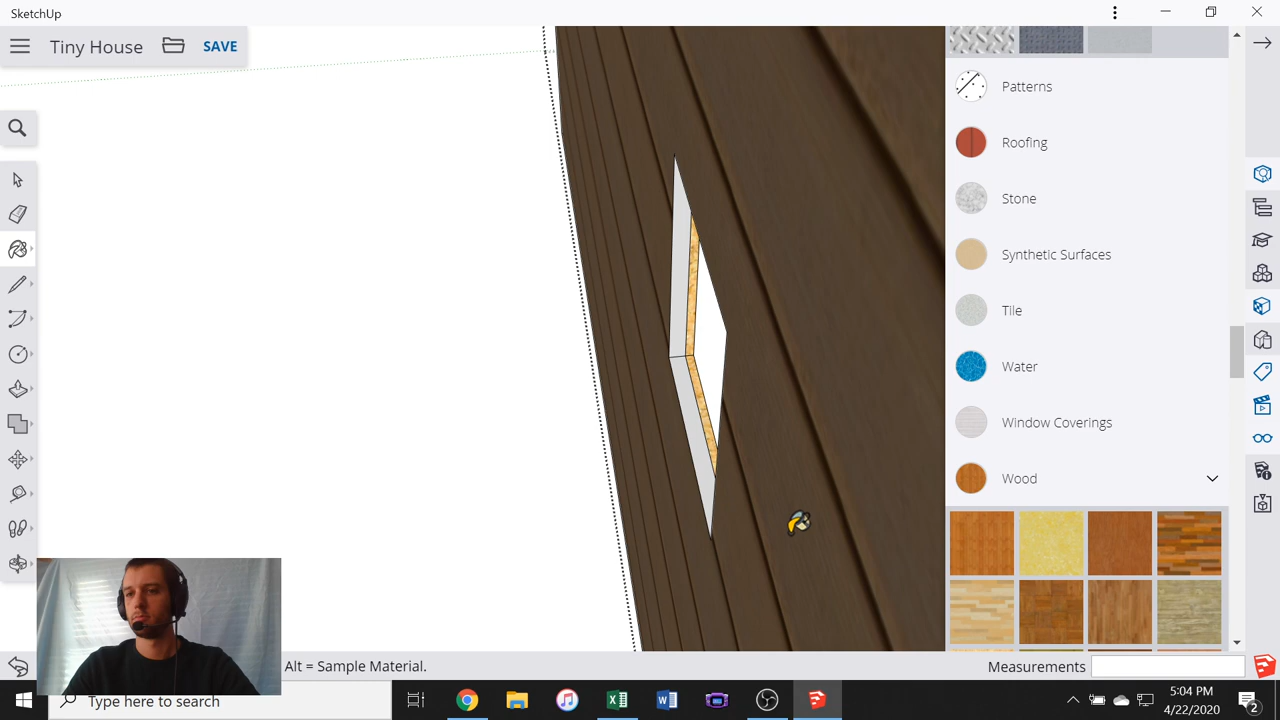 SketchUp
Tiny House
SAVE
Patterns
Roofing
Stone
Synthetic Surfaces
Tile
Water
Window Coverings
Wood
Alt = Sample Material.
Measurements
Type here to search
5:04 PM
4/22/2020
2